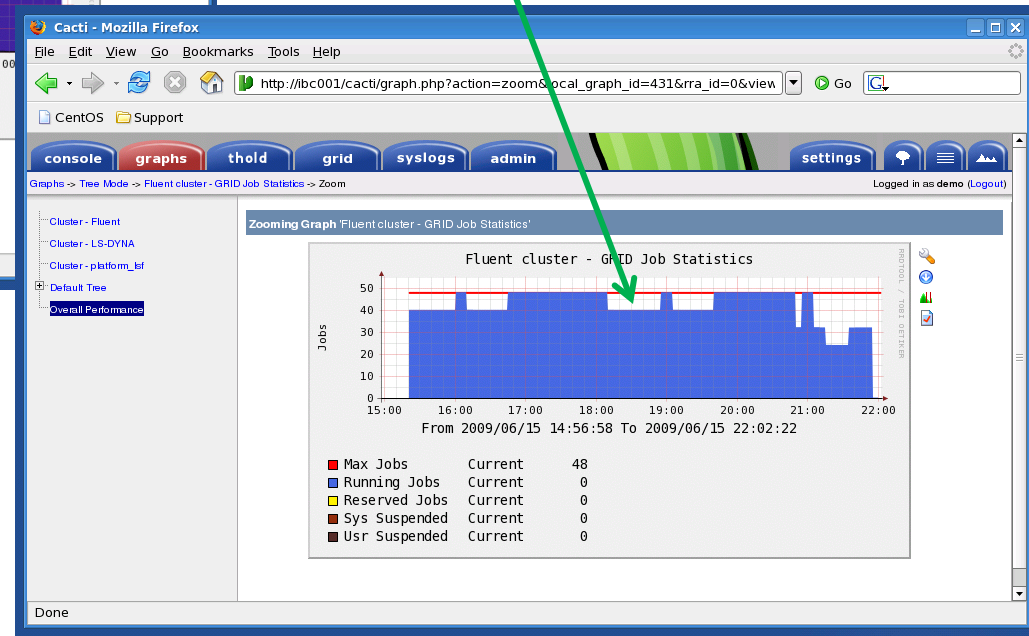 00
Cacti - Mozilla Firefox
File Edit View Go Bookmarks Tools Help
http://ibc001/cacti/graph.php?action=zoom&local_graph_id=431&rra_id=0&view Go G
CentOS Support
console graphs thold grid syslogs admin settings
Graphs -> Tree Mode -> Fluent cluster - GRID Job Statistics -> Zoom Logged in as demo (Logout)
Cluster - Fluent
Cluster - LS-DYNA
Cluster - platform_lsf
Default Tree
Overall Performance
Zooming Graph 'Fluent cluster - GRID Job Statistics'
Fluent cluster - GRID Job Statistics
RRDTOOL / TOBI OETIKER
Jobs
50
40
30
20
10
0
15:00 16:00 17:00 18:00 19:00 20:00 21:00 22:00
From 2009/06/15 14:56:58 To 2009/06/15 22:02:22
Max Jobs Current 48
Running Jobs Current 0
Reserved Jobs Current 0
Sys Suspended Current 0
Usr Suspended Current 0
Done